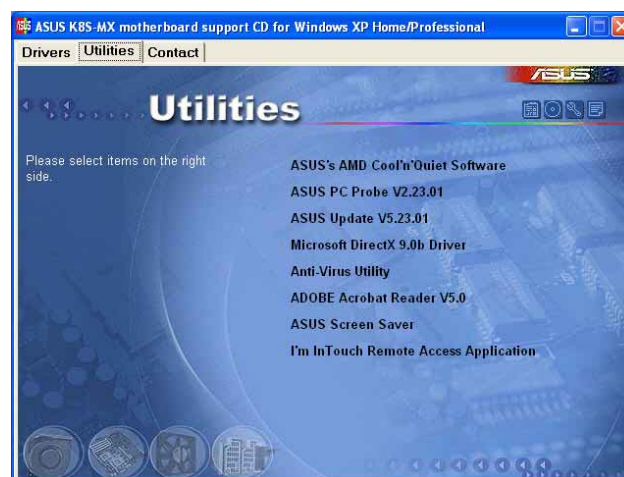 ASUS K8S-MX motherboard support CD for Windows XP Home/Professional
Drivers Utilities Contact
ASUS
Utilities
Please select items on the right
side.
ASUS's AMD Cool'n'Quiet Software
ASUS PC Probe V2.23.01
ASUS Update V5.23.01
Microsoft DirectX 9.0b Driver
Anti-Virus Utility
ADOBE Acrobat Reader V5.0
ASUS Screen Saver
I'm InTouch Remote Access Application